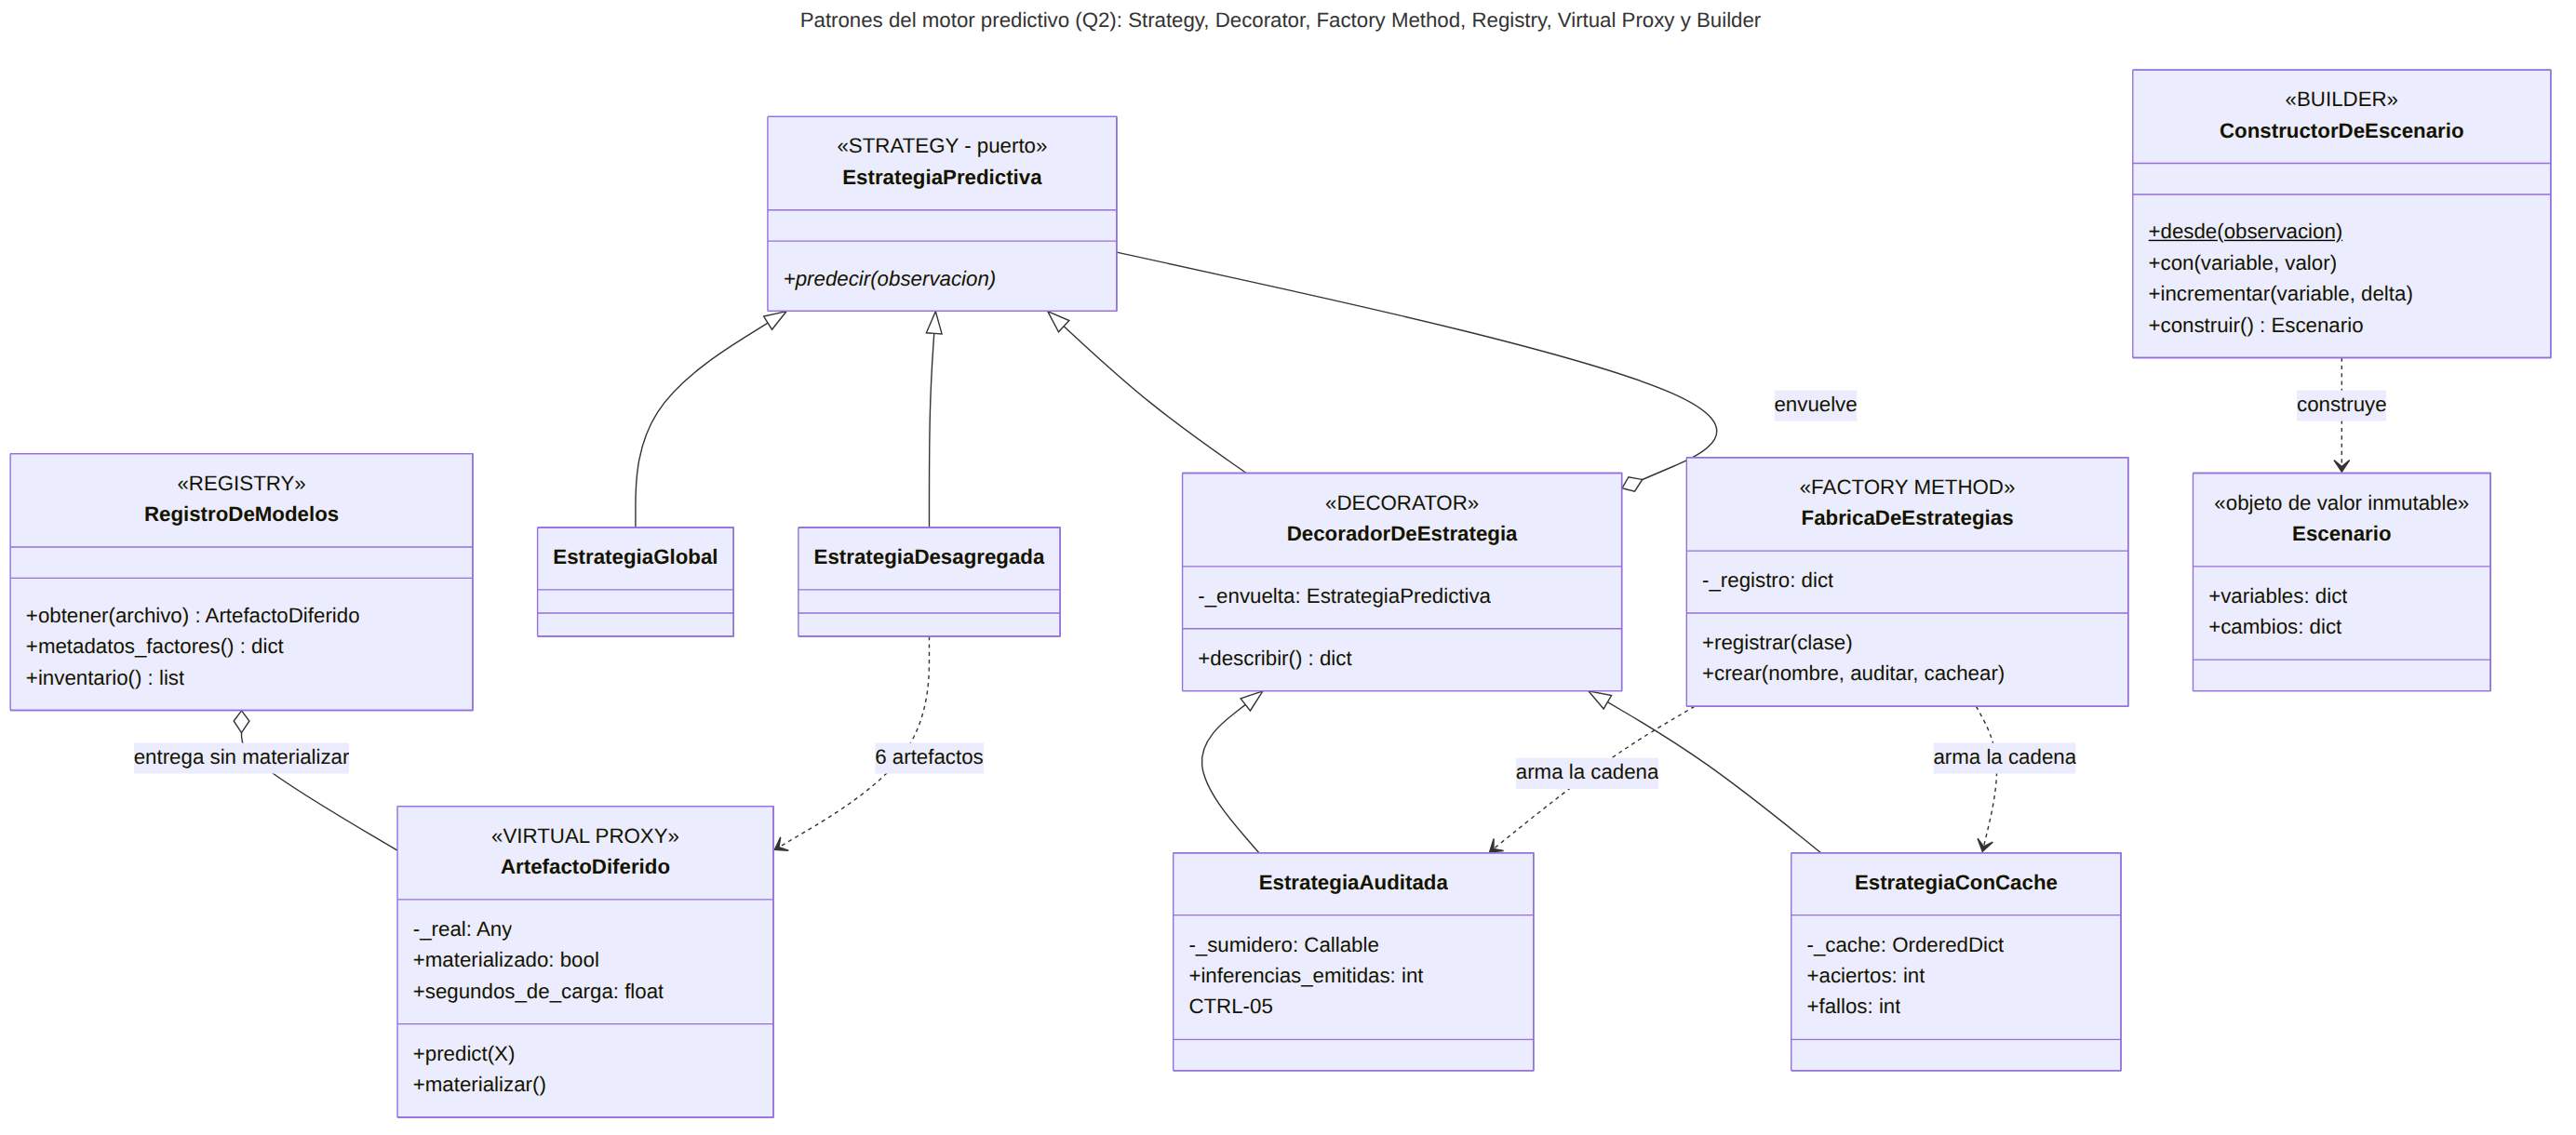 Patrones del motor predictivo (Q2): Strategy, Decorator, Factory Method, Registry, Virtual Proxy y Builder
«STRATEGY - puerto»
EstrategiaPredictiva
+predecir(observacion)
«BUILDER»
ConstructorDeEscenario
+desde(observacion)
+con(variable, valor)
+incrementar(variable, delta)
+construir() : Escenario
envuelve
construye
«REGISTRY»
RegistroDeModelos
+obtener(archivo) : ArtefactoDiferido
+metadatos_factores() : dict
+inventario() : list
EstrategiaGlobal
EstrategiaDesagregada
«DECORATOR»
DecoradorDeEstrategia
-_envuelta: EstrategiaPredictiva
+describir() : dict
«FACTORY METHOD»
FabricaDeEstrategias
-_registro: dict
+registrar(clase)
+crear(nombre, auditar, cachear)
«objeto de valor inmutable»
Escenario
+variables: dict
+cambios: dict
entrega sin materializar
6 artefactos
arma la cadena
arma la cadena
«VIRTUAL PROXY»
ArtefactoDiferido
-_real: Any
+materializado: bool
+segundos_de_carga: float
+predict(X)
+materializar()
EstrategiaAuditada
-_sumidero: Callable
+inferencias_emitidas: int
CTRL-05
EstrategiaConCache
-_cache: OrderedDict
+aciertos: int
+fallos: int